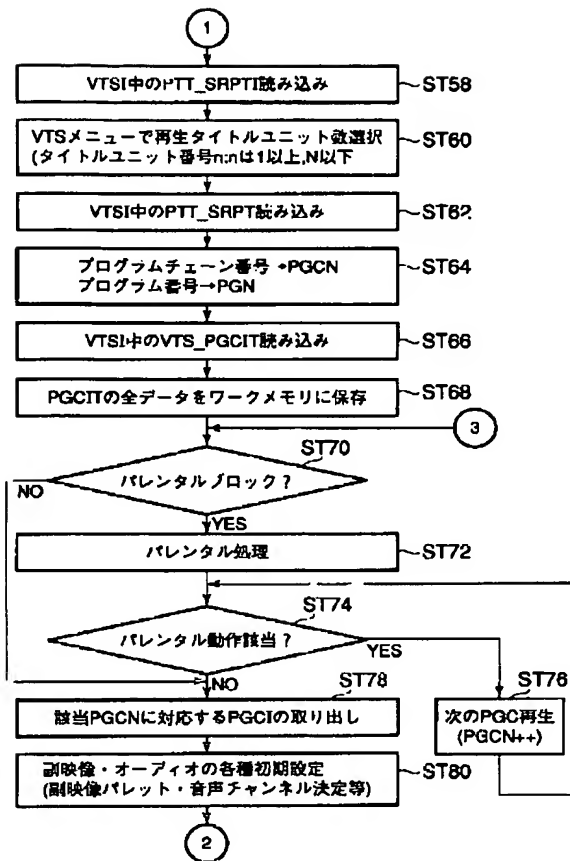 1
VTSI中のPTT_SRPTI読み込み
ST58
VTSメニューで再生タイトルユニット数選択
(タイトルユニット番号n:nは1以上,N以下
ST60
VTSI中のPTT_SRPT読み込み
ST62
プログラムチェーン番号→PGCN
プログラム番号→PGN
ST64
VTSI中のVTS_PGCIT読み込み
ST66
PGCITの全データをワークメモリに保存
ST68
3
ST70
パレンタルブロック?
NO
YES
パレンタル処理
ST72
ST74
パレンタル動作該当?
YES
NO
ST76
次のPGC再生
(PGCN++)
ST78
該当PGCNに対応するPGCIの取り出し
副映像・オーディオの各種初期設定
(副映像パレット・音声チャンネル決定等)
ST80
2